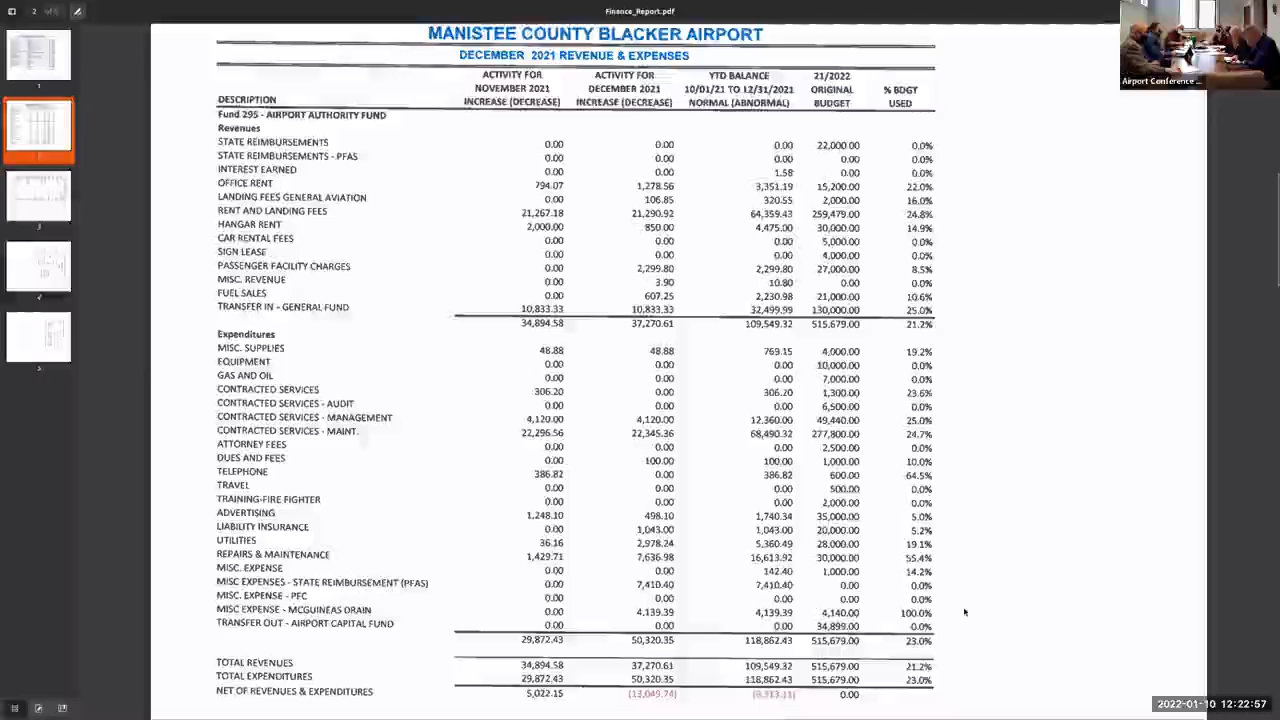 Finance_Report.pdf
MANISTEE COUNTY BLACKER AIRPORT
DECEMBER 2021 REVENUE & EXPENSES
DESCRIPTION ACTIVITY FOR NOVEMBER 2021 INCREASE (DECREASE) ACTIVITY FOR DECEMBER 2021 INCREASE (DECREASE) YTD BALANCE 10/01/21 TO 12/31/2021 NORMAL (ABNORMAL) 21/2022 ORIGINAL BUDGET % BDGT USED
Fund 295 - AIRPORT AUTHORITY FUND
Revenues
STATE REIMBURSEMENTS 0.00 0.00 0.00 22,000.00 0.0%
STATE REIMBURSEMENTS - PFAS 0.00 0.00 0.00 0.00 0.0%
INTEREST EARNED 0.00 0.00 1.58 0.00 0.0%
OFFICE RENT 794.07 1,278.56 3,351.19 15,200.00 22.0%
LANDING FEES GENERAL AVIATION 0.00 106.85 320.55 2,000.00 16.0%
RENT AND LANDING FEES 21,267.18 21,290.92 64,359.43 259,479.00 24.8%
HANGAR RENT 2,000.00 850.00 4,475.00 30,000.00 14.9%
CAR RENTAL FEES 0.00 0.00 0.00 5,000.00 0.0%
SIGN LEASE 0.00 0.00 0.00 4,000.00 0.0%
PASSENGER FACILITY CHARGES 0.00 2,299.80 2,299.80 27,000.00 8.5%
MISC. REVENUE 0.00 3.90 10.80 0.00 0.0%
FUEL SALES 0.00 607.25 2,230.98 21,000.00 10.6%
TRANSFER IN - GENERAL FUND 10,833.33 10,833.33 32,499.99 130,000.00 25.0%
34,894.58 37,270.61 109,549.32 515,679.00 21.2%
Expenditures
MISC. SUPPLIES 48.88 48.88 769.15 4,000.00 19.2%
EQUIPMENT 0.00 0.00 0.00 10,000.00 0.0%
GAS AND OIL 0.00 0.00 0.00 7,000.00 0.0%
CONTRACTED SERVICES 306.20 0.00 306.20 1,300.00 23.6%
CONTRACTED SERVICES - AUDIT 0.00 0.00 0.00 6,500.00 0.0%
CONTRACTED SERVICES - MANAGEMENT 4,120.00 4,120.00 12,360.00 49,440.00 25.0%
CONTRACTED SERVICES - MAINT. 22,296.56 22,345.36 68,490.32 277,800.00 24.7%
ATTORNEY FEES 0.00 0.00 0.00 2,500.00 0.0%
DUES AND FEES 0.00 100.00 100.00 1,000.00 10.0%
TELEPHONE 386.82 0.00 386.82 600.00 64.5%
TRAVEL 0.00 0.00 0.00 500.00 0.0%
TRAINING-FIRE FIGHTER 0.00 0.00 0.00 2,000.00 0.0%
ADVERTISING 1,248.10 498.10 1,740.34 35,000.00 5.0%
LIABILITY INSURANCE 0.00 1,043.00 1,043.00 20,000.00 5.2%
UTILITIES 36.16 2,978.24 5,360.49 28,000.00 19.1%
REPAIRS & MAINTENANCE 1,429.71 7,636.98 16,613.92 30,000.00 55.4%
MISC. EXPENSE 0.00 0.00 142.40 1,000.00 14.2%
MISC EXPENSES - STATE REIMBURSEMENT (PFAS) 0.00 7,410.40 7,410.40 0.00 0.0%
MISC. EXPENSE - PFC 0.00 0.00 0.00 0.00 0.0%
MISC EXPENSE - MCGUINEAS DRAIN 0.00 4,139.39 4,139.39 4,140.00 100.0%
TRANSFER OUT - AIRPORT CAPITAL FUND 0.00 0.00 0.00 34,899.00 0.0%
29,872.43 50,320.35 118,862.43 515,679.00 23.0%
TOTAL REVENUES 34,894.58 37,270.61 109,549.32 515,679.00 21.2%
TOTAL EXPENDITURES 29,872.43 50,320.35 118,862.43 515,679.00 23.0%
NET OF REVENUES & EXPENDITURES 5,022.15 (13,049.74) (9,313.11) 0.00
Airport Conference ...
2022-01-10 12:22:57